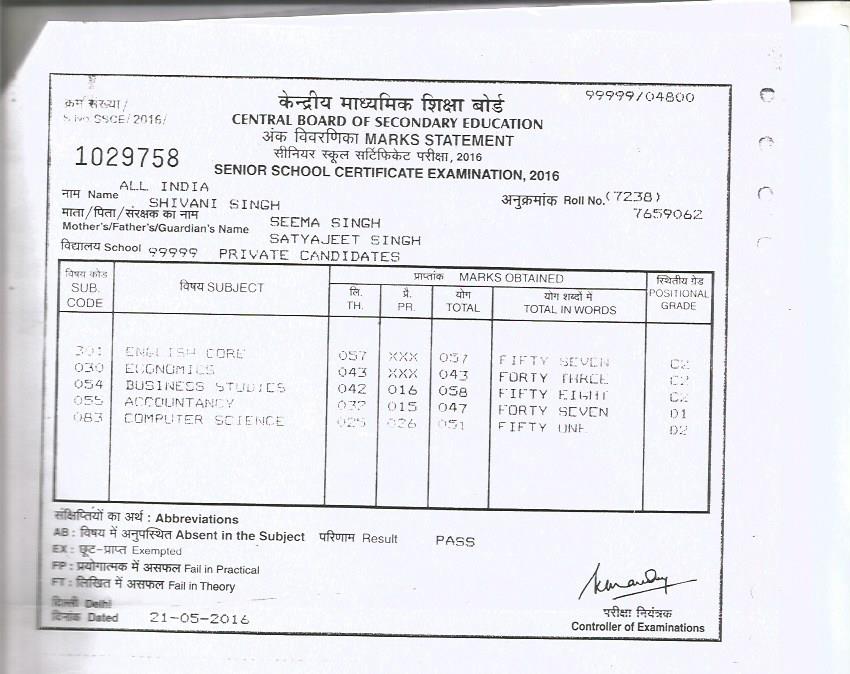 क्रम संख्या/
S.No.SSCE/2016/
1029758
99999/04800
केन्द्रीय माध्यमिक शिक्षा बोर्ड
CENTRAL BOARD OF SECONDARY EDUCATION
अंक विवरणिका MARKS STATEMENT
सीनियर स्कूल सर्टिफिकेट परीक्षा, 2016
SENIOR SCHOOL CERTIFICATE EXAMINATION, 2016
ALL INDIA
नाम Name SHIVANI SINGH
अनुक्रमांक Roll No. (7238)
7659062
माता/पिता/संरक्षक का नाम
Mother's/Father's/Guardian's Name SEEMA SINGH
SATYAJEET SINGH
विद्यालय School 99999 PRIVATE CANDIDATES
विषय कोड SUB. CODE
विषय SUBJECT
प्राप्तांक MARKS OBTAINED
लि. TH.
प्रै. PR.
योग TOTAL
योग शब्दों में TOTAL IN WORDS
स्थितीय ग्रेड POSITIONAL GRADE
301 ENGLISH CORE 057 XXX 057 FIFTY SEVEN C2
030 ECONOMICS 043 XXX 043 FORTY THREE C2
054 BUSINESS STUDIES 042 016 058 FIFTY EIGHT C2
055 ACCOUNTANCY 032 015 047 FORTY SEVEN D1
083 COMPUTER SCIENCE 025 026 051 FIFTY ONE D2
संक्षिप्तियों का अर्थ : Abbreviations
AB : विषय में अनुपस्थित Absent in the Subject परिणाम Result PASS
EX : छूट-प्राप्त Exempted
FP : प्रयोगात्मक में असफल Fail in Practical
FT : लिखित में असफल Fail in Theory
दिल्ली Delhi
दिनांक Dated 21-05-2016
परीक्षा नियंत्रक
Controller of Examinations